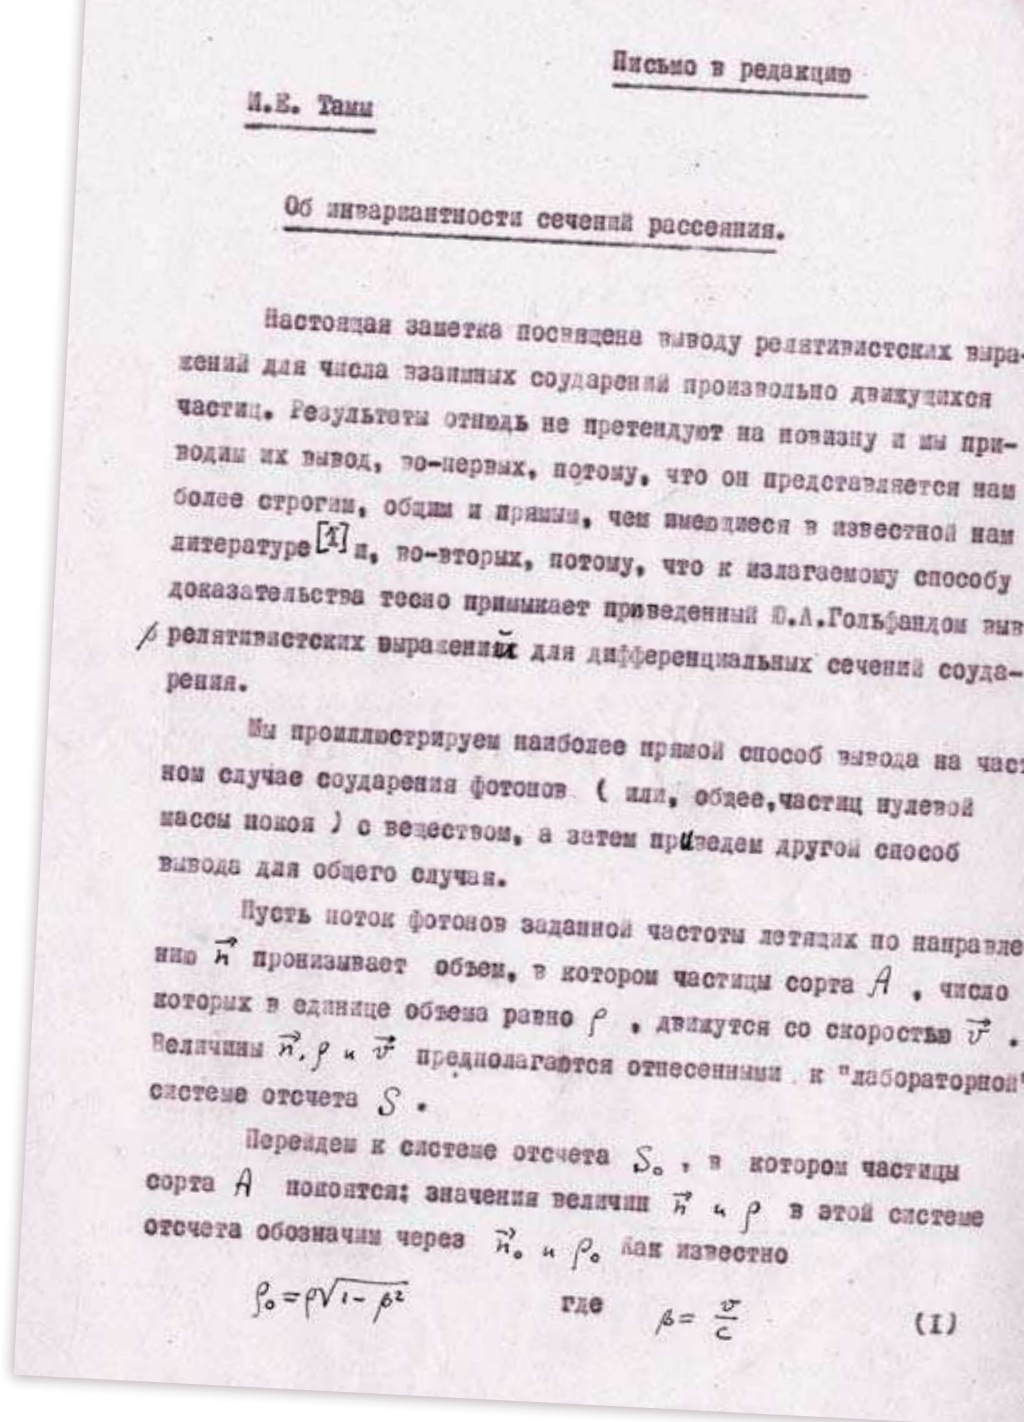 Письмо в редакцию
И.Е. Тамм
Об инвариантности сечений рассеяния.
Настоящая заметка посвящена выводу релятивистских выра-
жений для числа взаимных соударений произвольно движущихся
частиц. Результаты отнюдь не претендуют на новизну и мы при-
водим их вывод, во-первых, потому, что он представляется нам
более строгим, общим и прямым, чем имеющиеся в известной нам
литературе [1] и, во-вторых, потому, что к излагаемому способу
доказательства тесно примыкает приведенный Ю.А.Гольфандом выв
релятивистских выражений для дифференциальных сечений соуда-
рения.
Мы проиллюстрируем наиболее прямой способ вывода на част
ном случае соударения фотонов ( или, общее,частиц нулевой
массы покоя ) с веществом, а затем приведем другой способ
вывода для общего случая.
Пусть поток фотонов заданной частоты летящих по направле
нию n⃗ пронизывает объем, в котором частицы сорта A , число
которых в единице объема равно ρ , движутся со скоростью v⃗ .
Величины n⃗, ρ и v⃗ предполагаются отнесенными к "лабораторной"
системе отсчета S .
Перейдем к системе отсчета S₀ , в котором частицы
сорта A покоятся; значения величин n⃗ и ρ в этой системе
отсчета обозначим через n⃗₀ и ρ₀ Как известно
ρ₀ = ρ√(1 - β²) где β = v/c (I)